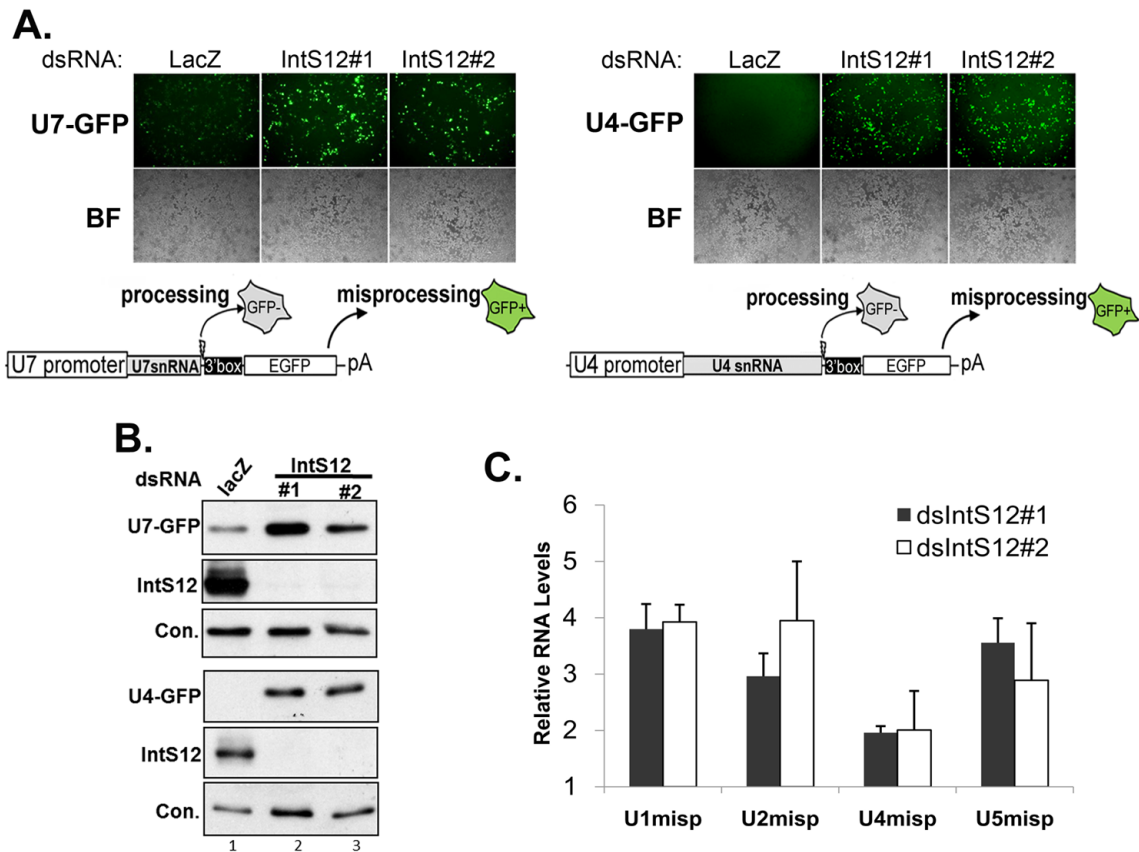 A.
dsRNA: LacZ IntS12#1 IntS12#2
U7-GFP
BF
processing GFP- misprocessing GFP+
U7 promoter U7snRNA 3'box EGFP pA
dsRNA: LacZ IntS12#1 IntS12#2
U4-GFP
BF
processing GFP- misprocessing GFP+
U4 promoter U4 snRNA 3'box EGFP pA
B.
dsRNA lacZ IntS12
#1 #2
U7-GFP
IntS12
Con.
U4-GFP
IntS12
Con.
1 2 3
C.
Relative RNA Levels
6
5
4
3
2
1
dsIntS12#1
dsIntS12#2
U1misp U2misp U4misp U5misp